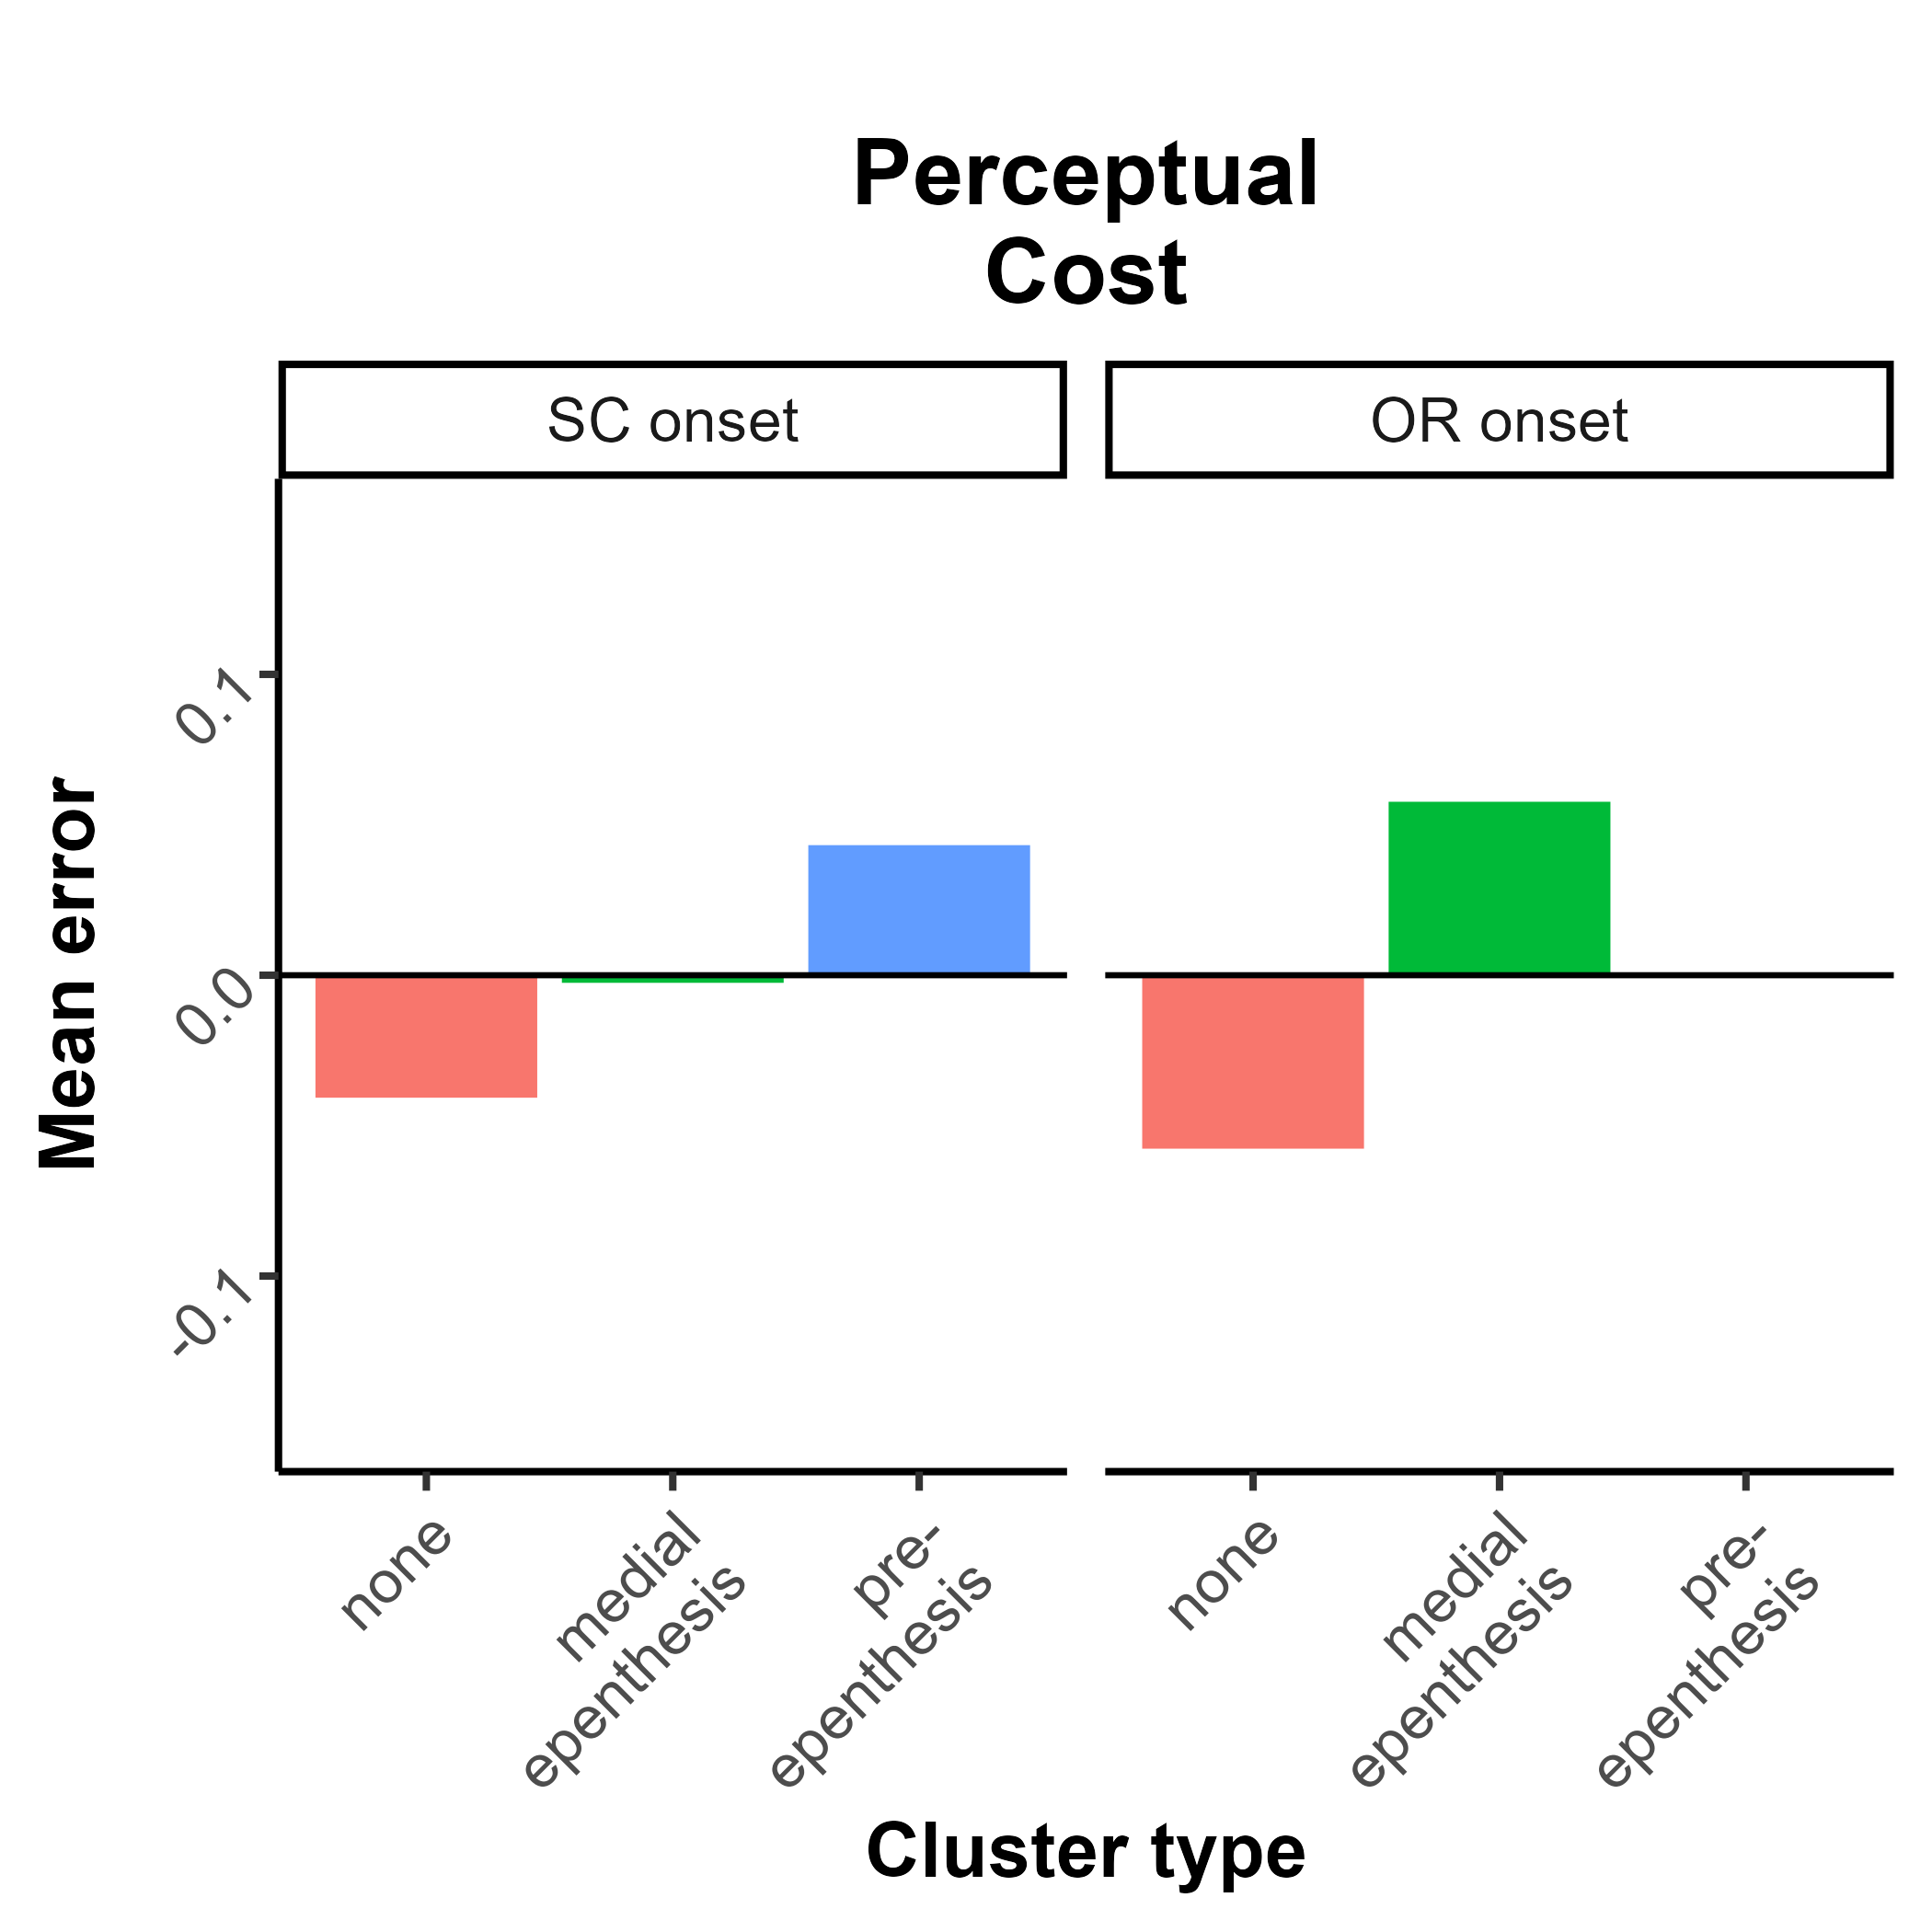 Perceptual
Cost
SC onset
OR onset
Mean error
0.1
0.0
-0.1
none
medial
epenthesis
pre-
epenthesis
none
medial
epenthesis
pre-
epenthesis
Cluster type